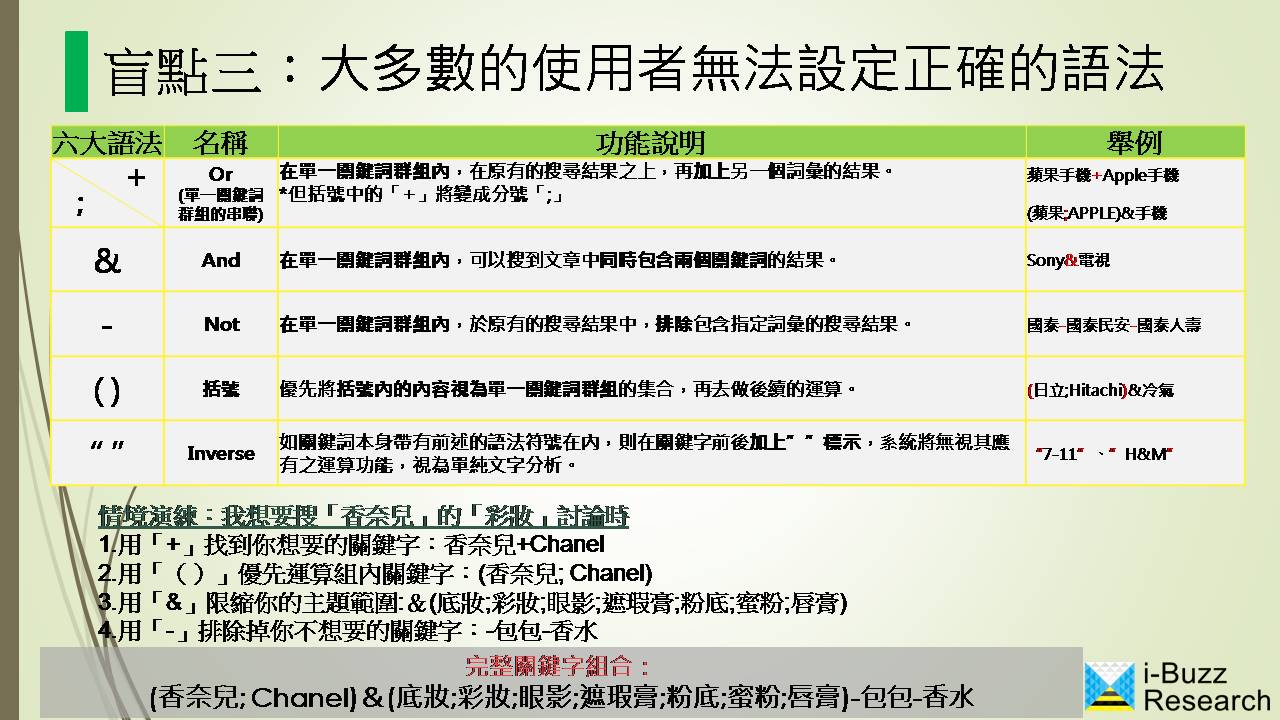 盲點三：大多數的使用者無法設定正確的語法
六大語法 名稱 功能說明 舉例
+
;
Or
(單一關鍵詞
群組的串聯)
在單一關鍵詞群組內，在原有的搜尋結果之上，再加上另一個詞彙的結果。
*但括號中的「＋」將變成分號「;」
蘋果手機+Apple手機
(蘋果;APPLE)&手機
& And 在單一關鍵詞群組內，可以搜到文章中同時包含兩個關鍵詞的結果。 Sony&電視
- Not 在單一關鍵詞群組內，於原有的搜尋結果中，排除包含指定詞彙的搜尋結果。 國泰-國泰民安-國泰人壽
( ) 括號 優先將括號內的內容視為單一關鍵詞群組的集合，再去做後續的運算。 (日立;Hitachi)&冷氣
“ ” Inverse
如關鍵詞本身帶有前述的語法符號在內，則在關鍵字前後加上”  ”標示，系統將無視其應
有之運算功能，視為單純文字分析。
“7-11” 、” H&M”
情境演練：我想要搜「香奈兒」的「彩妝」討論時
1.用「+」找到你想要的關鍵字：香奈兒+Chanel
2.用「（ ）」優先運算組內關鍵字：(香奈兒; Chanel)
3.用「&」限縮你的主題範圍:＆(底妝;彩妝;眼影;遮瑕膏;粉底;蜜粉;唇膏)
4.用「-」排除掉你不想要的關鍵字：-包包-香水
完整關鍵字組合：
(香奈兒; Chanel)＆(底妝;彩妝;眼影;遮瑕膏;粉底;蜜粉;唇膏)-包包-香水
i-Buzz
Research